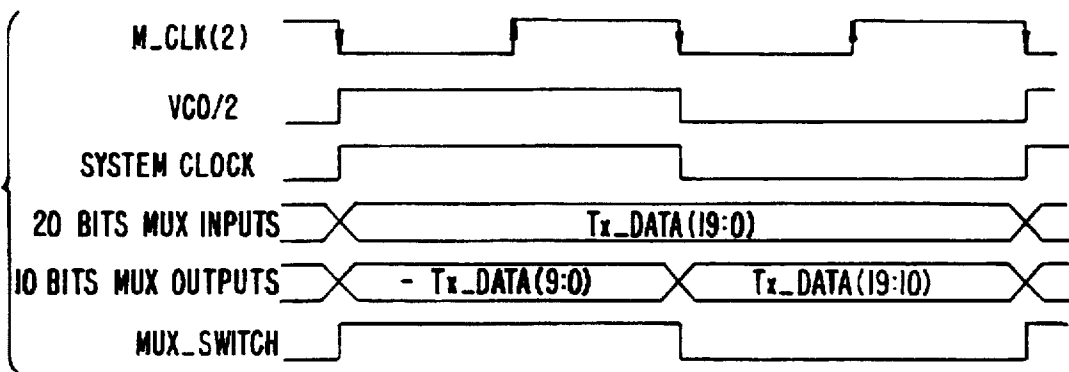 M_CLK(2)
VCO/2
SYSTEM CLOCK
20 BITS MUX INPUTS
Tx_DATA(19:0)
10 BITS MUX OUTPUTS
- Tx_DATA(9:0)
Tx_DATA(19:10)
MUX_SWITCH